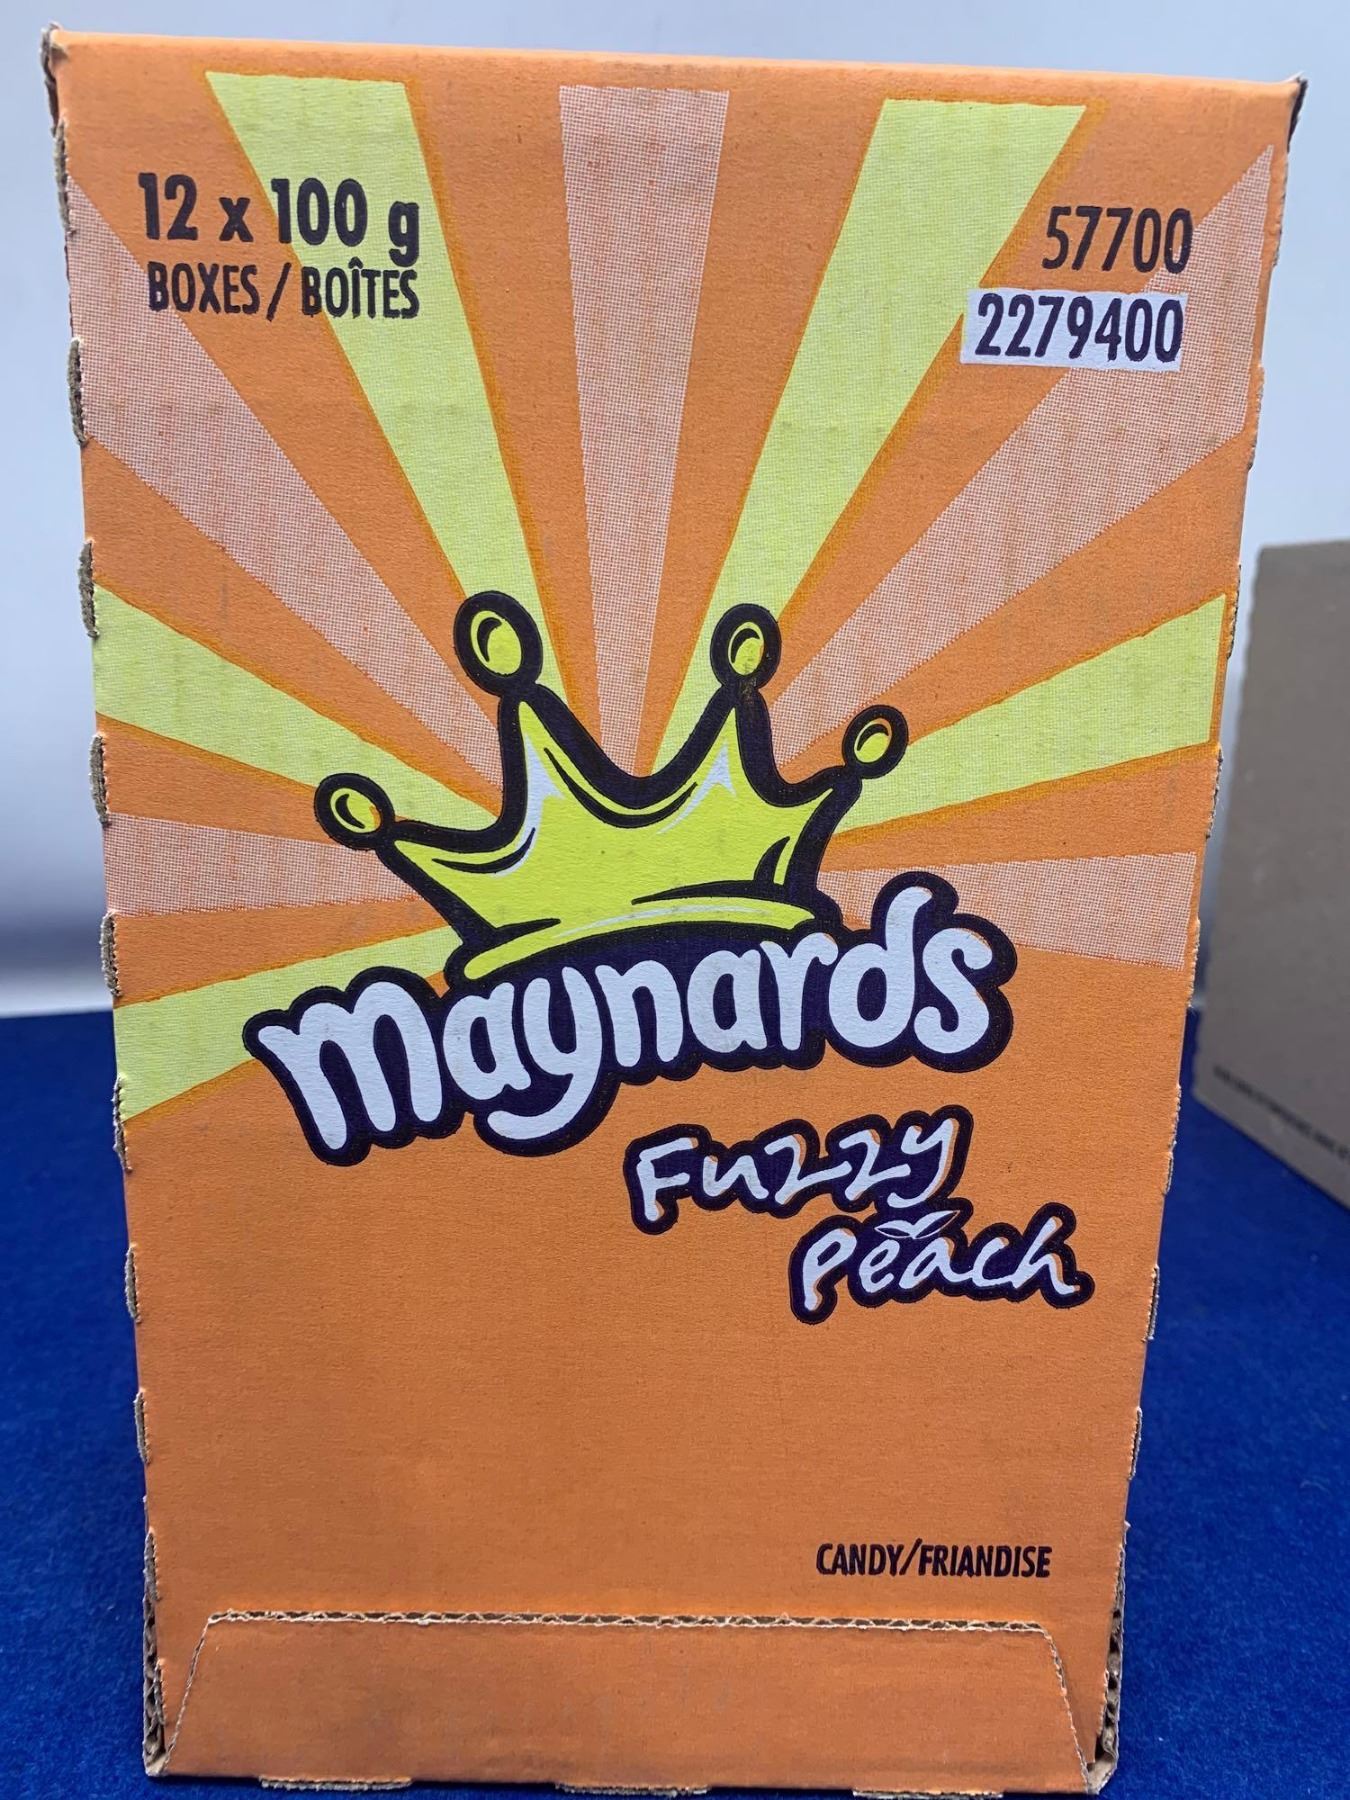 12 x 100 g
BOXES / BOÎTES
57700
2279400
maynards
Fuzzy
Peach
CANDY/FRIANDISE